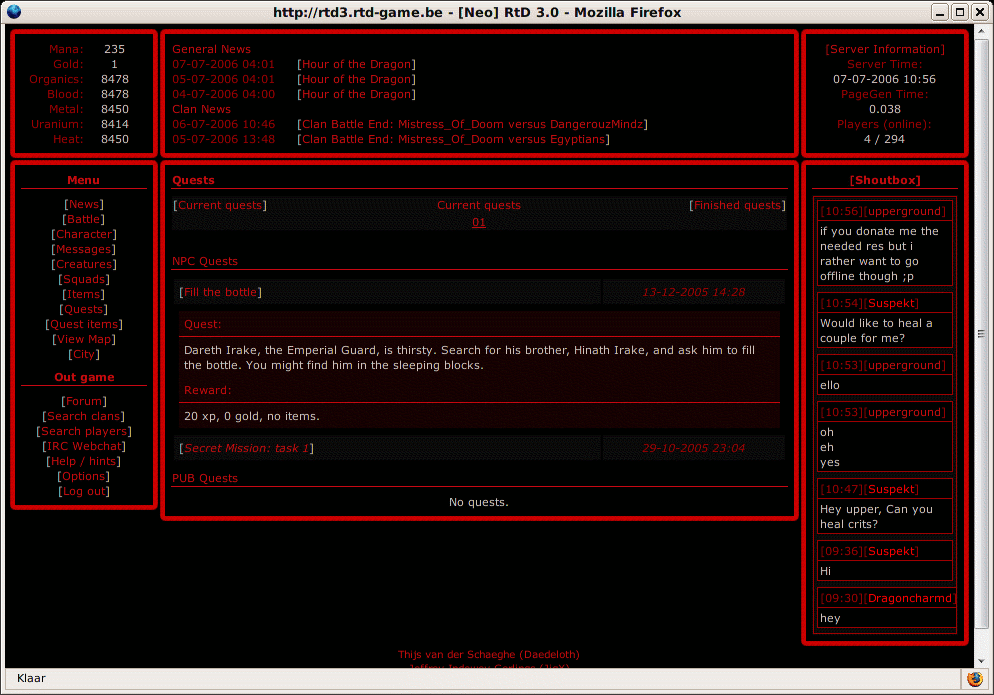 http://rtd3.rtd-game.be - [Neo] RtD 3.0 - Mozilla Firefox
Mana: 235
Gold: 1
Organics: 8478
Blood: 8478
Metal: 8450
Uranium: 8414
Heat: 8450
General News
07-07-2006 04:01 [Hour of the Dragon]
05-07-2006 04:01 [Hour of the Dragon]
04-07-2006 04:00 [Hour of the Dragon]
Clan News
06-07-2006 10:46 [Clan Battle End: Mistress_Of_Doom versus DangerouzMindz]
05-07-2006 13:48 [Clan Battle End: Mistress_Of_Doom versus Egyptians]
[Server Information]
Server Time:
07-07-2006 10:56
PageGen Time:
0.038
Players (online):
4 / 294
Menu
[News]
[Battle]
[Character]
[Messages]
[Creatures]
[Squads]
[Items]
[Quests]
[Quest items]
[View Map]
[City]
Out game
[Forum]
[Search clans]
[Search players]
[IRC Webchat]
[Help / hints]
[Options]
[Log out]
Quests
[Current quests] Current quests [Finished quests]
01
NPC Quests
[Fill the bottle] 13-12-2005 14:28
Quest:
Dareth Irake, the Emperial Guard, is thirsty. Search for his brother, Hinath Irake, and ask him to fill
the bottle. You might find him in the sleeping blocks.
Reward:
20 xp, 0 gold, no items.
[Secret Mission: task 1] 29-10-2005 23:04
PUB Quests
No quests.
[Shoutbox]
[10:56][upperground]
if you donate me the
needed res but i
rather want to go
offline though ;p
[10:54][Suspekt]
Would like to heal a
couple for me?
[10:53][upperground]
ello
[10:53][upperground]
oh
eh
yes
[10:47][Suspekt]
Hey upper, Can you
heal crits?
[09:36][Suspekt]
Hi
[09:30][Dragoncharmd]
hey
Thijs van der Schaeghe (Daedeloth)
Klaar